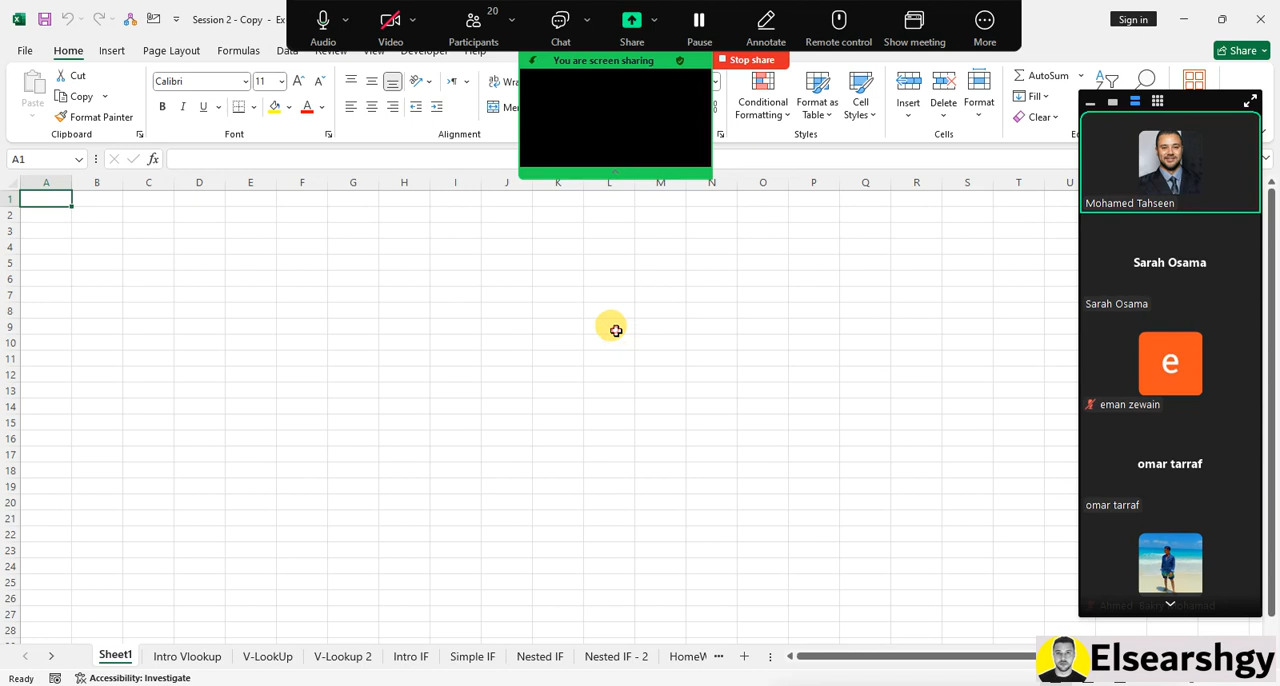 Session 2 - Copy - Ex
Audio
Video
20
Participants
Chat
Share
Pause
Annotate
Remote control
Show meeting
More
Sign in
File
Home
Insert
Page Layout
Formulas
Data
Review
View
Developer
Help
You are screen sharing
Stop share
Share
Paste
Cut
Copy
Format Painter
Clipboard
Calibri
11
B
I
U
A
Font
Wra
Mer
Alignment
Conditional
Formatting
Format as
Table
Cell
Styles
Styles
Insert
Delete
Format
Cells
AutoSum
Fill
Clear
A1
fx
A B C D E F G H I J K L M N O P Q R S T U
1
2
3
4
5
6
7
8
9
10
11
12
13
14
15
16
17
18
19
20
21
22
23
24
25
26
27
28
Mohamed Tahseen
Sarah Osama
Sarah Osama
e
eman zewain
omar tarraf
omar tarraf
Ahmed Bakry Mohamad
Sheet1
Intro Vlookup
V-LookUp
V-Loo
Intro IF
Simple IF
Nested IF
Nested IF - 2
HomeW
Ready
Accessibility: Investigate
Elsearshgy